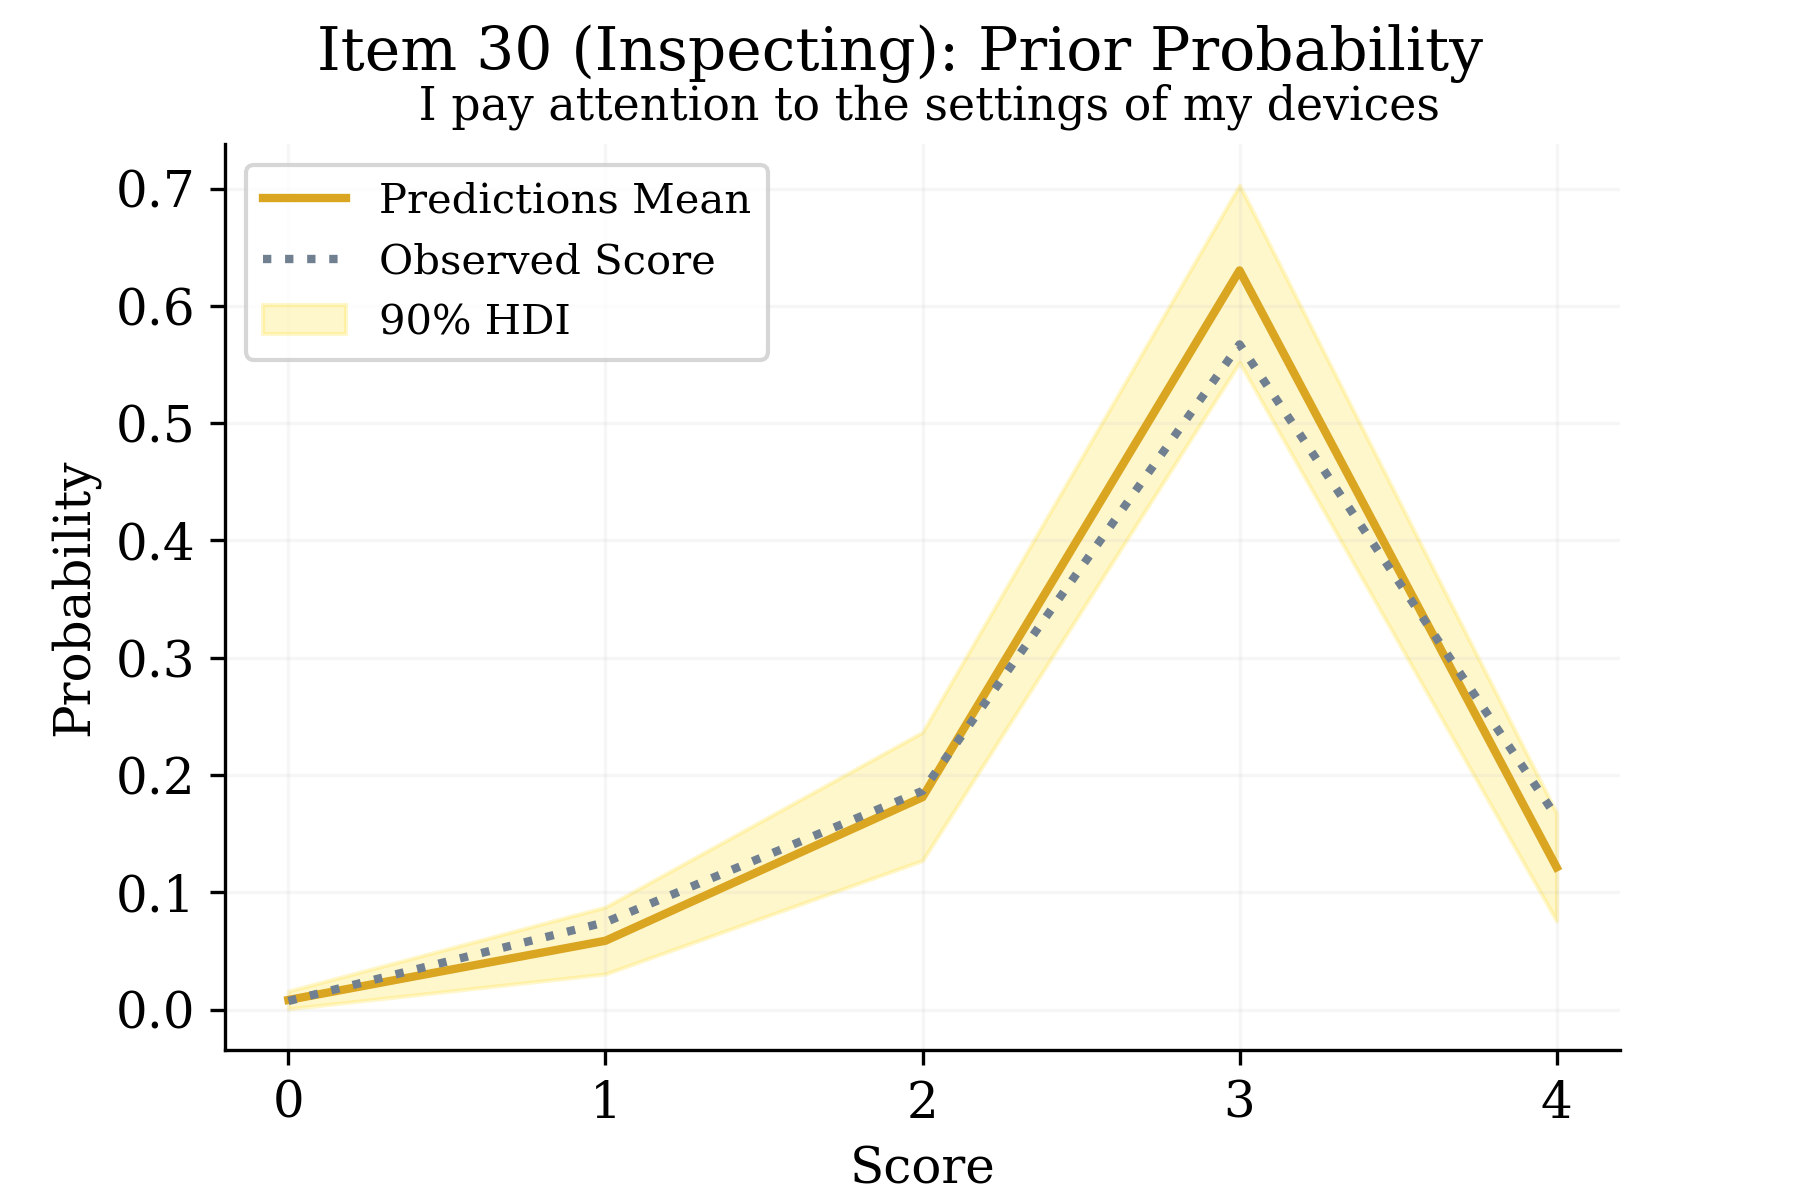 Item 30 (Inspecting): Prior Probability
I pay attention to the settings of my devices
Predictions Mean
Observed Score
90% HDI
0.7
0.6
0.5
0.4
0.3
0.2
0.1
0.0
Probability
0 1 2 3 4
Score